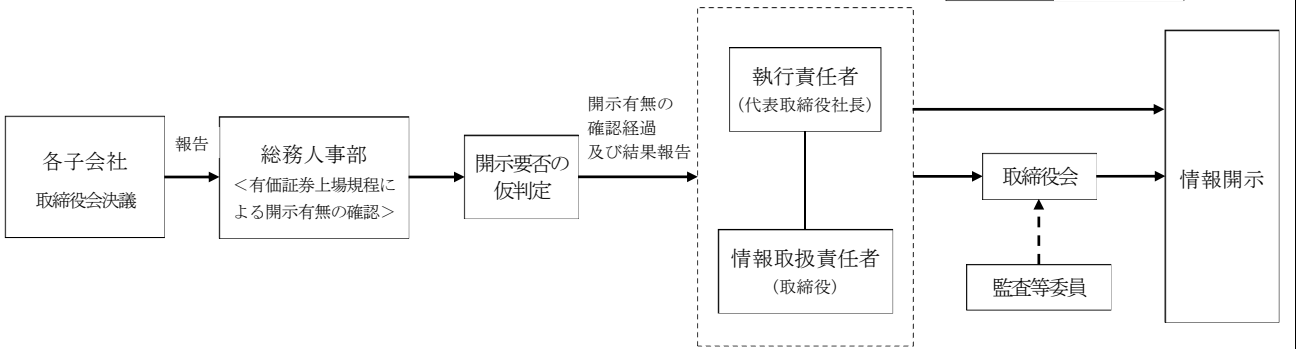 各子会社
取締役会決議
報告
総務人事部
＜有価証券上場規程に
よる開示有無の確認＞
開示要否の
仮判定
開示有無の
確認経過
及び結果報告
執行責任者
（代表取締役社長）
情報取扱責任者
（取締役）
取締役会
監査等委員
情報開示